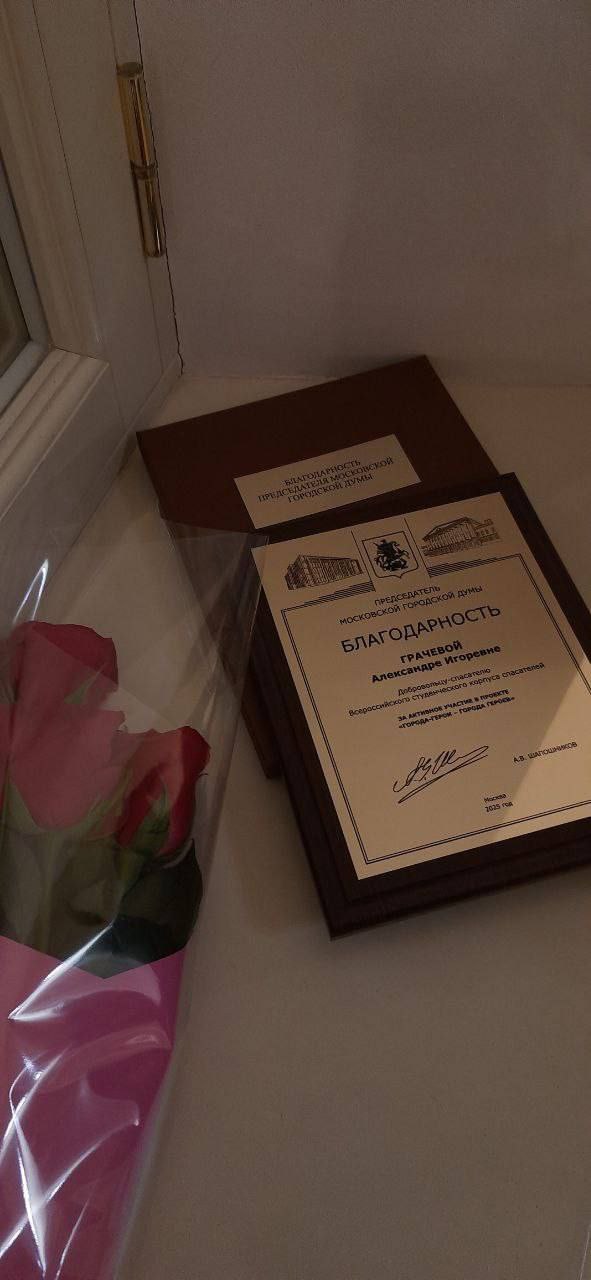 БЛАГОДАРНОСТЬ
ПРЕДСЕДАТЕЛЯ МОСКОВСКОЙ
ГОРОДСКОЙ ДУМЫ
ПРЕДСЕДАТЕЛЬ
МОСКОВСКОЙ ГОРОДСКОЙ ДУМЫ
БЛАГОДАРНОСТЬ
ГРАЧЕВОЙ
Александре Игоревне
Добровольцу-спасателю
Всероссийского студенческого корпуса спасателей
ЗА АКТИВНОЕ УЧАСТИЕ В ПРОЕКТЕ
«ГОРОДА-ГЕРОИ – ГОРОДА ГЕРОЕВ»
А.В. ШАПОШНИКОВ
Москва
2025 год